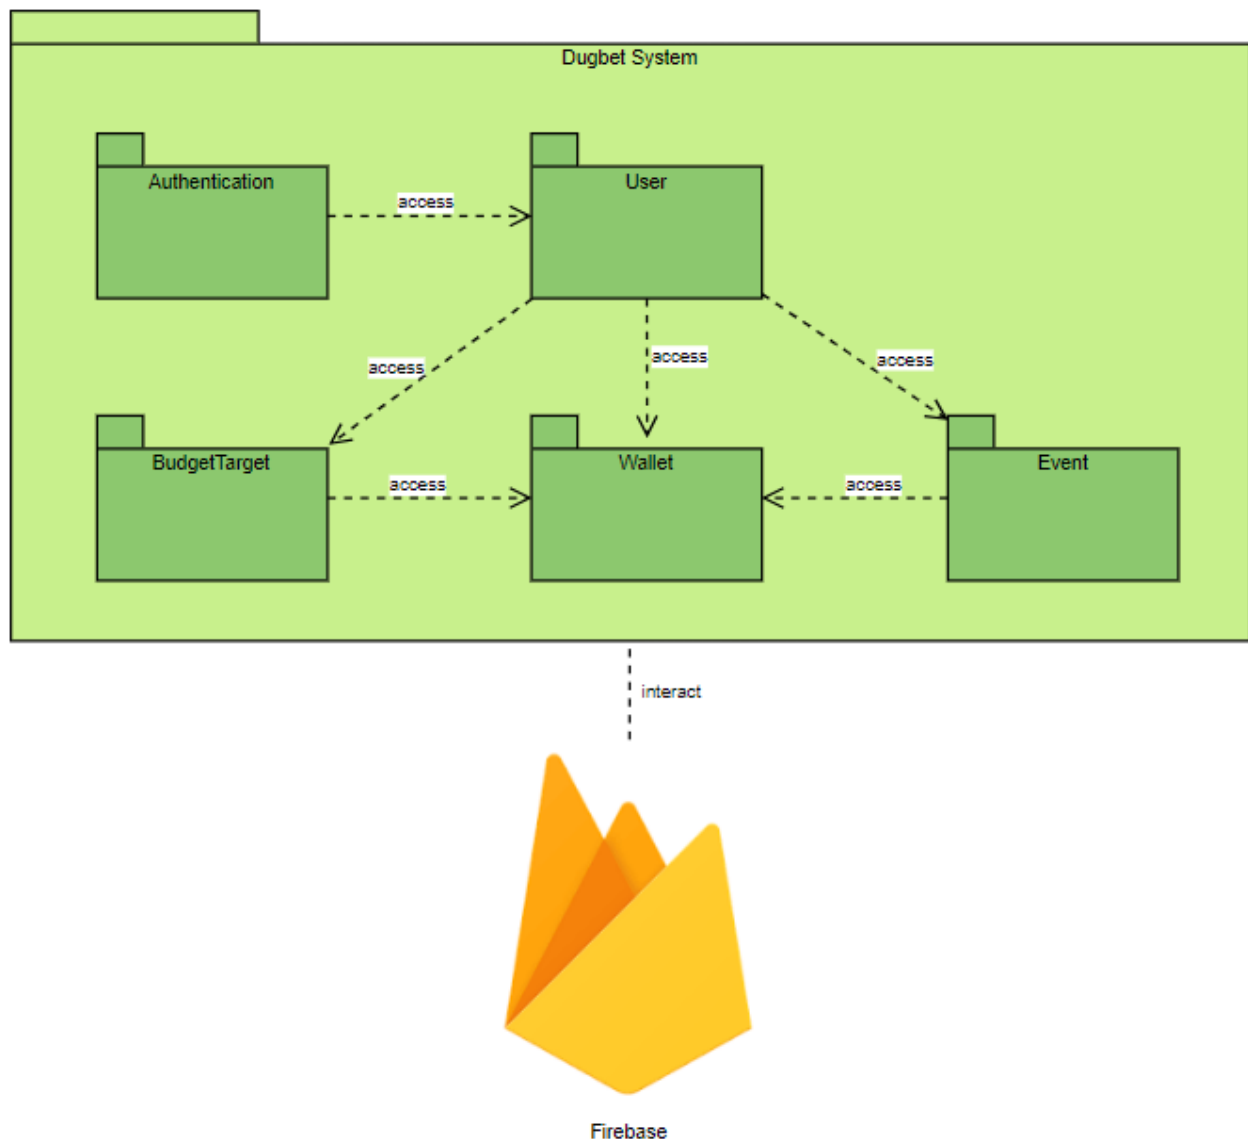 Dugbet System
Authentication
access
User
access
access
access
BudgetTarget
access
Wallet
access
Event
interact
Firebase